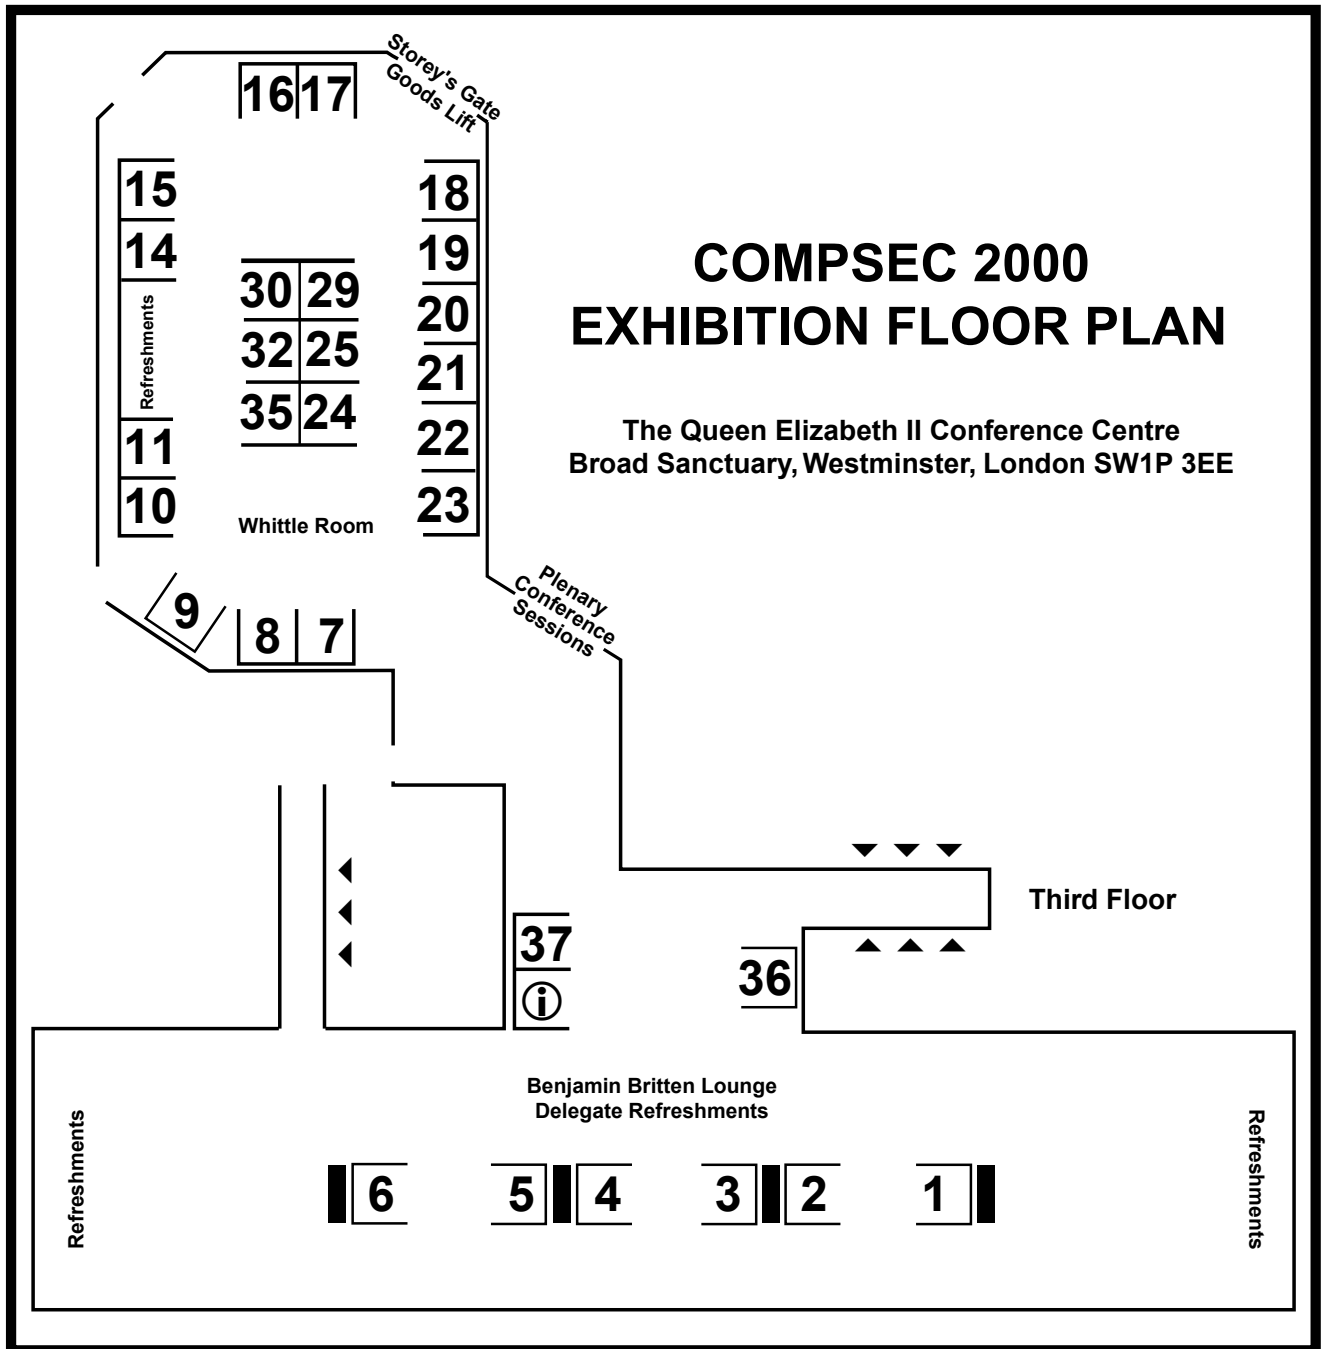 Storey's Gate
Goods Lift
16 17
15
14
Refreshments
11
10
30 29
32 25
35 24
18
19
20
21
22
23
COMPSEC 2000
EXHIBITION FLOOR PLAN
The Queen Elizabeth II Conference Centre
Broad Sanctuary, Westminster, London SW1P 3EE
Whittle Room
9
8 7
Plenary
Conference
Sessions
Third Floor
37
i
36
Benjamin Britten Lounge
Delegate Refreshments
Refreshments
6 5 4 3 2 1
Refreshments